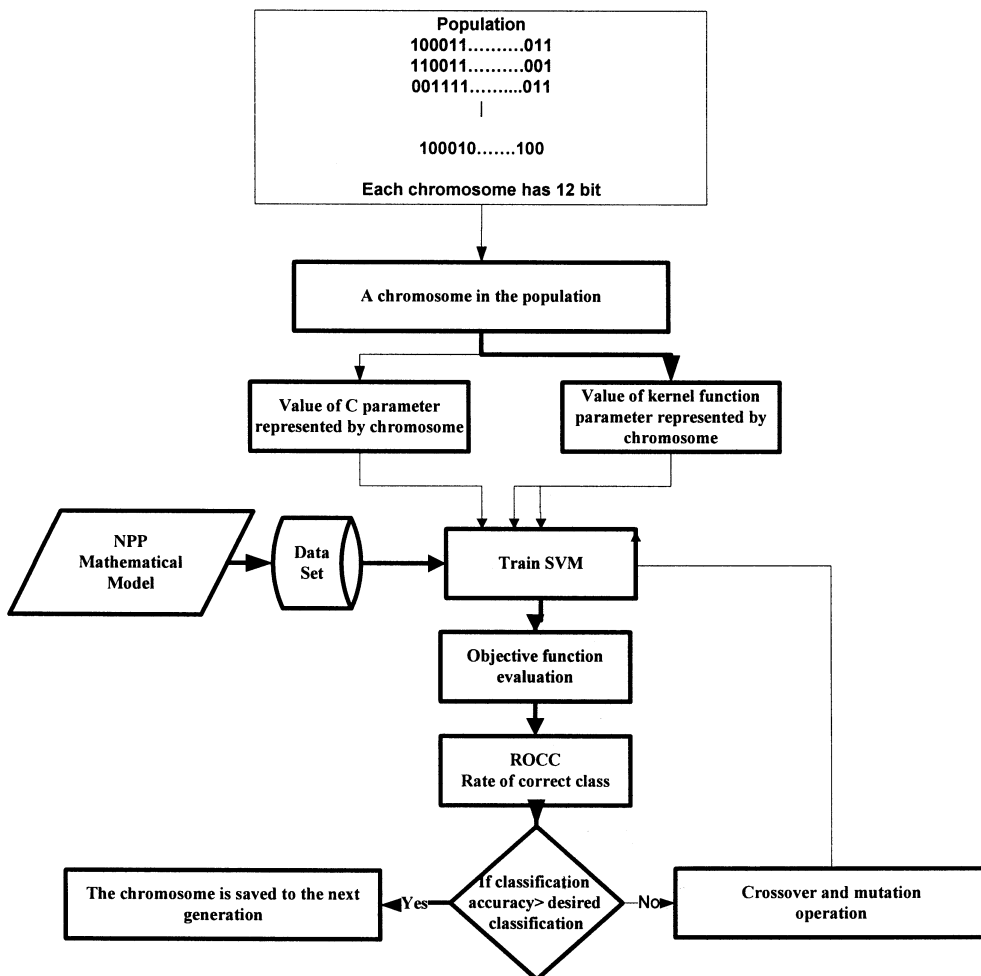 Population
100011..........011
110011..........001
001111.........011
|
100010.......100
Each chromosome has 12 bit
A chromosome in the population
Value of C parameter
represented by chromosome
Value of kernel function
parameter represented by
chromosome
NPP
Mathematical
Model
Data
Set
Train SVM
Objective function
evaluation
ROCC
Rate of correct class
If classification
accuracy> desired
classification
Yes
The chromosome is saved to the next
generation
No
Crossover and mutation
operation